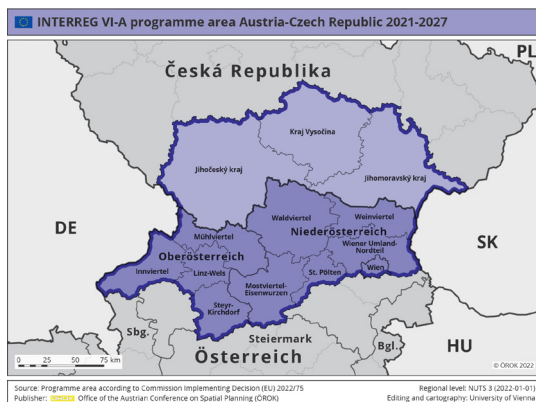 INTERREG VI-A programme area Austria-Czech Republic 2021-2027
PL
Česká Republika
Kraj Vysočina
Jihočeský kraj
Jihomoravský kraj
DE
Waldviertel
Weinviertel
Niederösterreich
Mühlviertel
SK
Wiener Umland-
Nordteil
Oberösterreich
Innviertel
Linz-Wels
St. Pölten
Wien
Mostviertel-
Eisenwurzen
Steyr-
Kirchdorf
Sbg.
Steiermark
Bgl.
HU
Österreich
0 25 50 75 km
© ÖROK 2022
Source: Programme area according to Commission Implementing Decision (EU) 2022/75
Regional level: NUTS 3 (2022-01-01)
Publisher: Office of the Austrian Conference on Spatial Planning (ÖROK)
Editing and cartography: University of Vienna